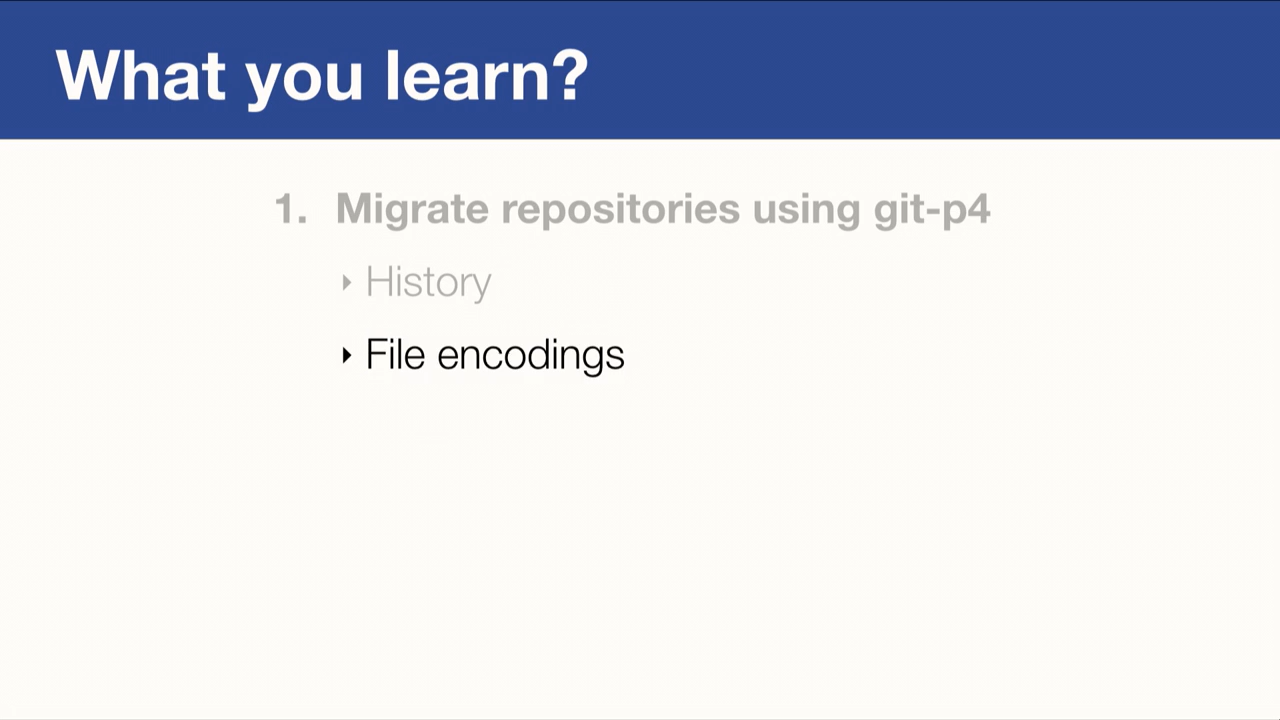 What you learn?
1. Migrate repositories using git-p4
‣ History
‣ File encodings